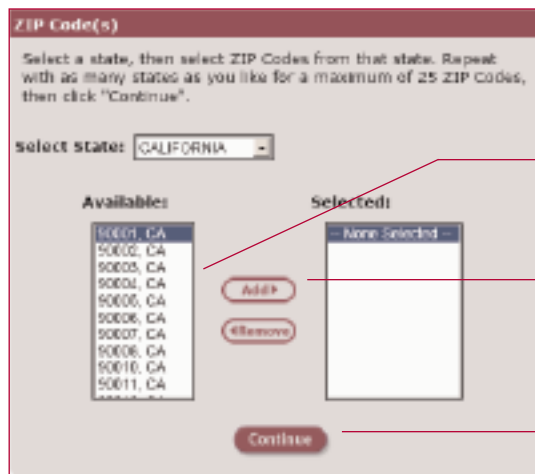 ZIP Code(s)
Select a state, then select ZIP Codes from that state. Repeat
with as many states as you like for a maximum of 25 ZIP Codes,
then click "Continue".
Select State: CALIFORNIA
Available:
90001, CA
90002, CA
90003, CA
90004, CA
90005, CA
90006, CA
90007, CA
90008, CA
90010, CA
90011, CA
Selected:
-- None Selected --
Add
Remove
Continue